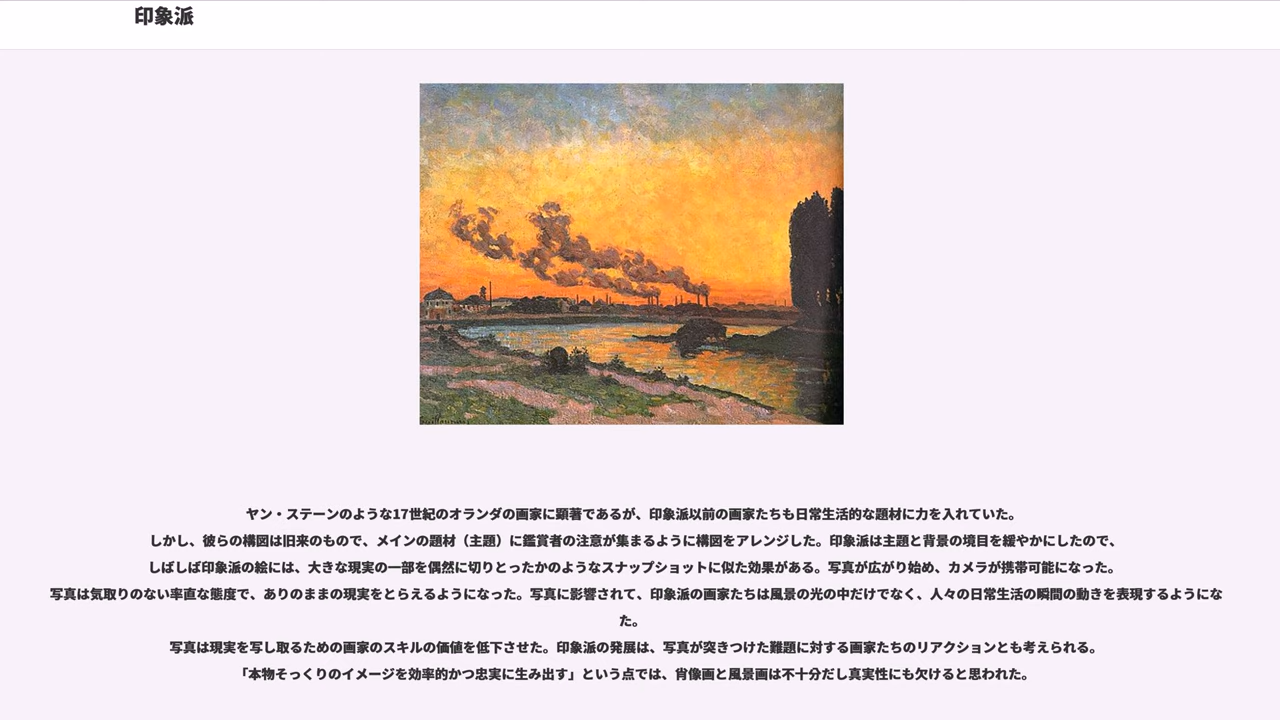 印象派
ヤン・ステーンのような17世紀のオランダの画家に顕著であるが、印象派以前の画家たちも日常生活的な題材に力を入れていた。
しかし、彼らの構図は旧来のもので、メインの題材（主題）に鑑賞者の注意が集まるように構図をアレンジした。印象派は主題と背景の境目を緩やかにしたので、
しばしば印象派の絵には、大きな現実の一部を偶然に切りとったかのようなスナップショットに似た効果がある。写真が広がり始め、カメラが携帯可能になった。
写真は気取りのない率直な態度で、ありのままの現実をとらえるようになった。写真に影響されて、印象派の画家たちは風景の光の中だけでなく、人々の日常生活の瞬間の動きを表現するようにな
た。
写真は現実を写し取るための画家のスキルの価値を低下させた。印象派の発展は、写真が突きつけた難題に対する画家たちのリアクションとも考えられる。
「本物そっくりのイメージを効率的かつ忠実に生み出す」という点では、肖像画と風景画は不十分だし真実性にも欠けると思われた。